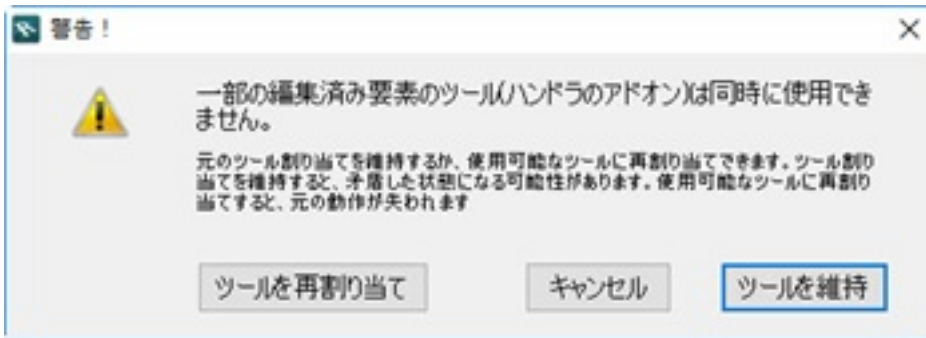 警告！
一部の編集済み要素のツール(ハンドラのアドオン)は同時に使用でき
ません。
元のツール割り当てを維持するか、使用可能なツールに再割り当てできます。ツール割り
当てを維持すると、矛盾した状態になる可能性があります。使用可能なツールに再割り
当てすると、元の動作が失われます
ツールを再割り当て
キャンセル
ツールを維持